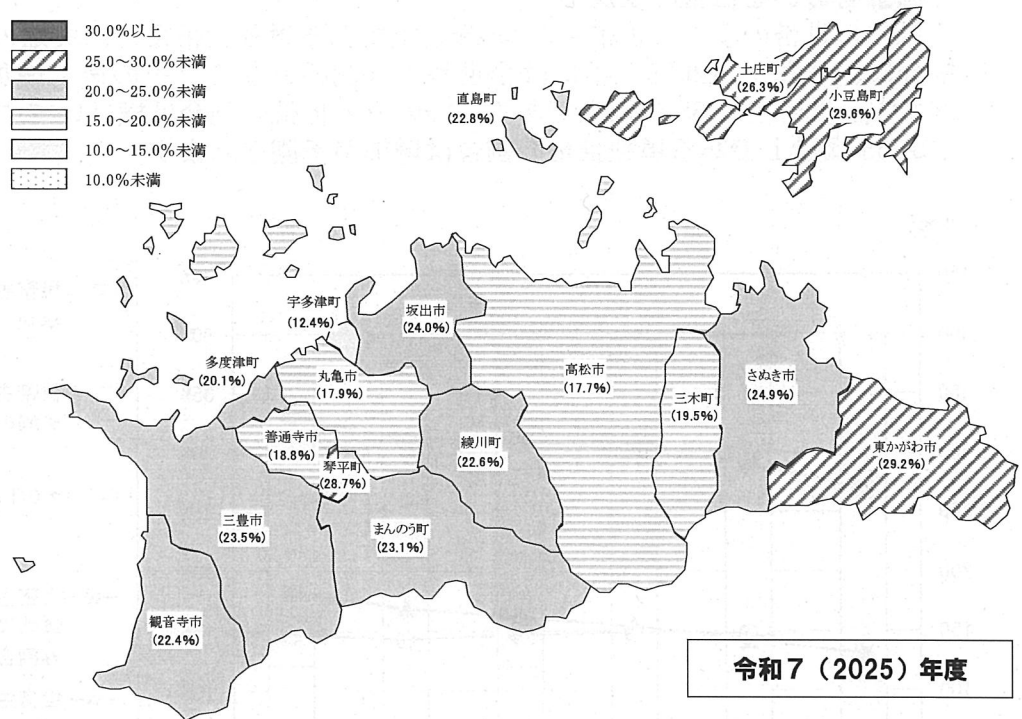 30.0%以上
25.0～30.0%未満
20.0～25.0%未満
15.0～20.0%未満
10.0～15.0%未満
10.0%未満
土庄町
(26.3%)
小豆島町
(29.6%)
直島町
(22.8%)
宇多津町
(12.4%)
坂出市
(24.0%)
多度津町
(20.1%)
丸亀市
(17.9%)
高松市
(17.7%)
三木町
(19.5%)
さぬき市
(24.9%)
善通寺市
(18.8%)
綾川町
(22.6%)
東かがわ市
(29.2%)
琴平町
(28.7%)
三豊市
(23.5%)
まんのう町
(23.1%)
観音寺市
(22.4%)
令和７（2025）年度